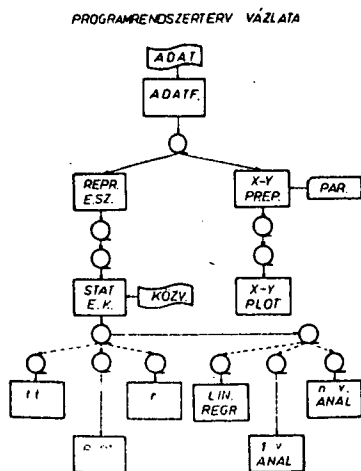 PROGRAMRENDSZERTERV VÁZLATA
ADAT
ADATF.
REPR.
E.SZ.
X-Y
PREP.
PAR.
STAT
E.K.
KÖZV.
X-Y
PLOT
r
LIN.
REGR
n.v.
ANAL
1.v.
ANAL